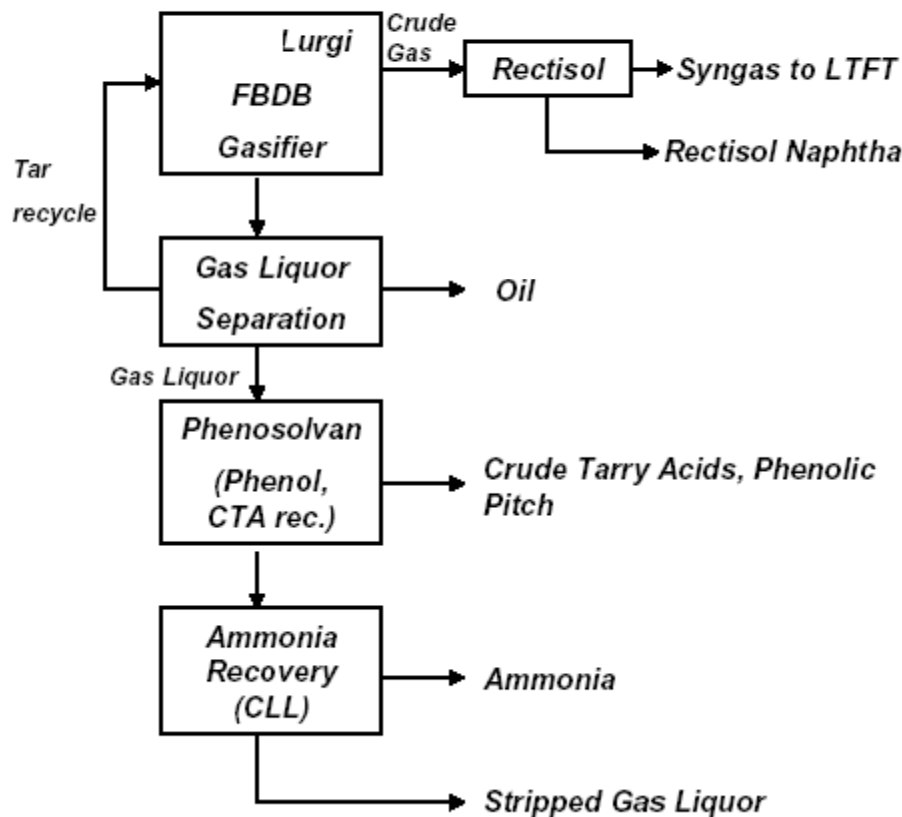 Lurgi
FBDB
Gasifier
Crude
Gas
Rectisol
Syngas to LTFT
Rectisol Naphtha
Tar
recycle
Gas Liquor
Separation
Oil
Gas Liquor
Phenosolvan
(Phenol,
CTA rec.)
Crude Tarry Acids, Phenolic
Pitch
Ammonia
Recovery
(CLL)
Ammonia
Stripped Gas Liquor